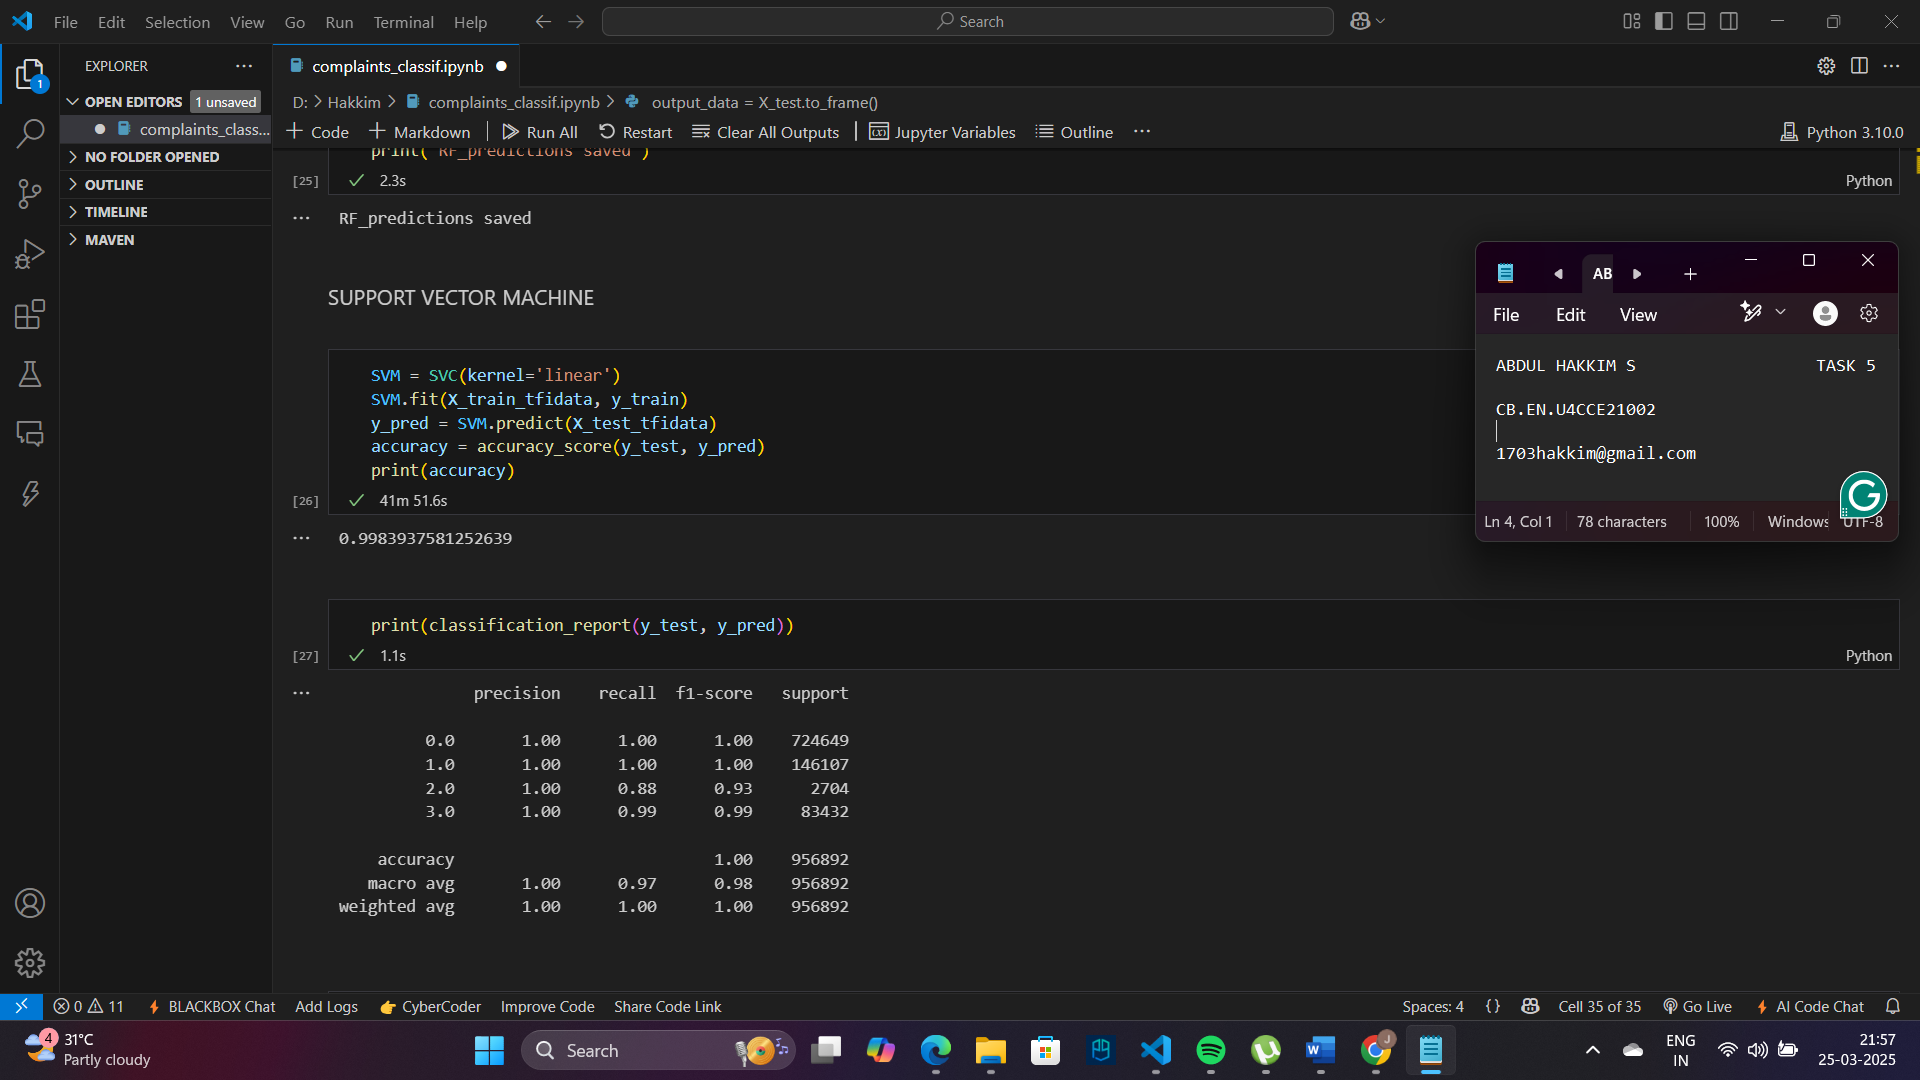 File Edit Selection View Go Run Terminal Help
Search
EXPLORER
OPEN EDITORS 1 unsaved
complaints_class...
NO FOLDER OPENED
OUTLINE
TIMELINE
MAVEN
1
complaints_classif.ipynb
D: > Hakkim > complaints_classif.ipynb > output_data = X_test.to_frame()
Code Markdown Run All Restart Clear All Outputs Jupyter Variables Outline ... Python 3.10.0
print("RF_predictions saved")
[25] 2.3s Python
RF_predictions saved
SUPPORT VECTOR MACHINE
SVM = SVC(kernel='linear')
SVM.fit(X_train_tfidata, y_train)
y_pred = SVM.predict(X_test_tfidata)
accuracy = accuracy_score(y_test, y_pred)
print(accuracy)
[26] 41m 51.6s
0.9983937581252639
print(classification_report(y_test, y_pred))
[27] 1.1s Python
precision recall f1-score support
0.0 1.00 1.00 1.00 724649
1.0 1.00 1.00 1.00 146107
2.0 1.00 0.88 0.93 2704
3.0 1.00 0.99 0.99 83432
accuracy 1.00 956892
macro avg 1.00 0.97 0.98 956892
weighted avg 1.00 1.00 1.00 956892
AB
File Edit View
ABDUL HAKKIM S TASK 5
CB.EN.U4CCE21002
1703hakkim@gmail.com
Ln 4, Col 1 78 characters 100% Windows UTF-8
0 11 BLACKBOX Chat Add Logs CyberCoder Improve Code Share Code Link Spaces: 4 {} Cell 35 of 35 Go Live AI Code Chat
4 31°C
Partly cloudy
Search
J
ENG
IN
21:57
25-03-2025